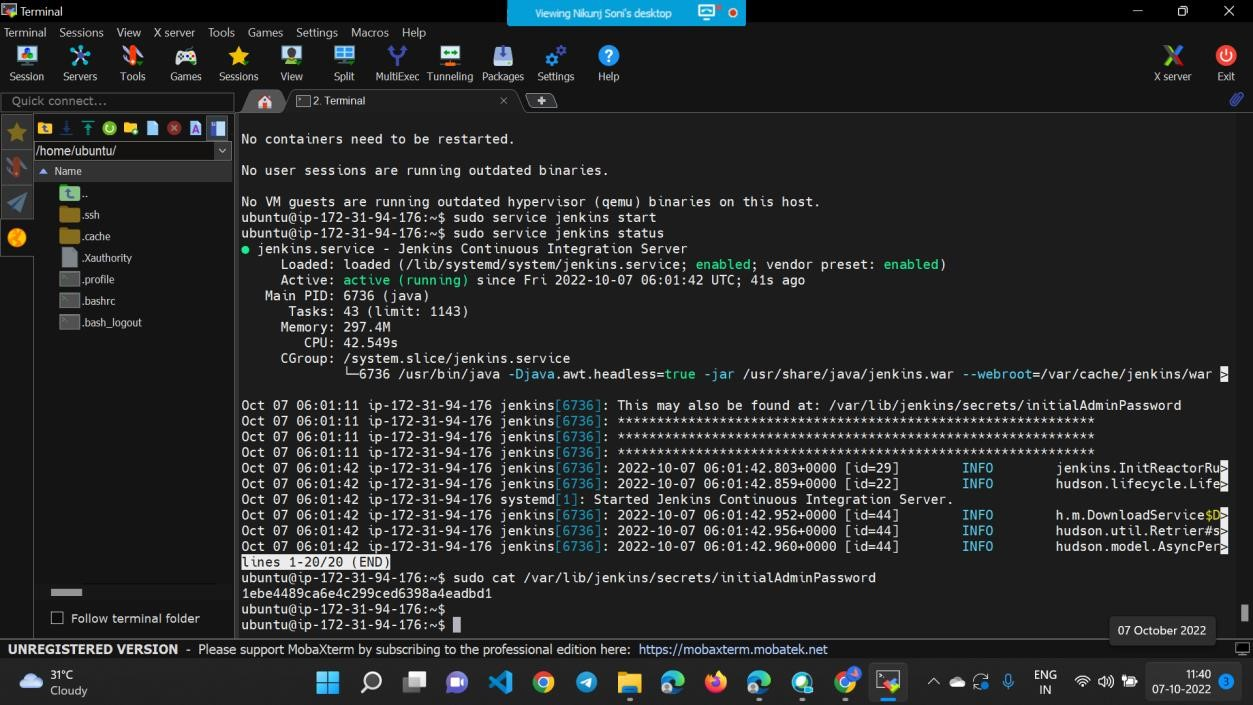 Terminal
Viewing Nikunj Soni's desktop
Terminal Sessions View X server Tools Games Settings Macros Help
Session Servers Tools Games Sessions View Split MultiExec Tunneling Packages Settings Help X server Exit
Quick connect...
2. Terminal
/home/ubuntu/
Name
..
.ssh
.cache
.Xauthority
.profile
.bashrc
.bash_logout
Follow terminal folder
No containers need to be restarted.
No user sessions are running outdated binaries.
No VM guests are running outdated hypervisor (qemu) binaries on this host.
ubuntu@ip-172-31-94-176:~$ sudo service jenkins start
ubuntu@ip-172-31-94-176:~$ sudo service jenkins status
● jenkins.service - Jenkins Continuous Integration Server
Loaded: loaded (/lib/systemd/system/jenkins.service; enabled; vendor preset: enabled)
Active: active (running) since Fri 2022-10-07 06:01:42 UTC; 41s ago
Main PID: 6736 (java)
Tasks: 43 (limit: 1143)
Memory: 297.4M
CPU: 42.549s
CGroup: /system.slice/jenkins.service
└─6736 /usr/bin/java -Djava.awt.headless=true -jar /usr/share/java/jenkins.war --webroot=/var/cache/jenkins/war >
Oct 07 06:01:11 ip-172-31-94-176 jenkins[6736]: This may also be found at: /var/lib/jenkins/secrets/initialAdminPassword
Oct 07 06:01:11 ip-172-31-94-176 jenkins[6736]: *************************************************************
Oct 07 06:01:11 ip-172-31-94-176 jenkins[6736]: *************************************************************
Oct 07 06:01:11 ip-172-31-94-176 jenkins[6736]: *************************************************************
Oct 07 06:01:42 ip-172-31-94-176 jenkins[6736]: 2022-10-07 06:01:42.803+0000 [id=29] INFO jenkins.InitReactorRu>
Oct 07 06:01:42 ip-172-31-94-176 jenkins[6736]: 2022-10-07 06:01:42.859+0000 [id=22] INFO hudson.lifecycle.Life>
Oct 07 06:01:42 ip-172-31-94-176 systemd[1]: Started Jenkins Continuous Integration Server.
Oct 07 06:01:42 ip-172-31-94-176 jenkins[6736]: 2022-10-07 06:01:42.952+0000 [id=44] INFO h.m.DownloadService$D>
Oct 07 06:01:42 ip-172-31-94-176 jenkins[6736]: 2022-10-07 06:01:42.956+0000 [id=44] INFO hudson.util.Retrier#s>
Oct 07 06:01:42 ip-172-31-94-176 jenkins[6736]: 2022-10-07 06:01:42.960+0000 [id=44] INFO hudson.model.AsyncPer>
lines 1-20/20 (END)
ubuntu@ip-172-31-94-176:~$ sudo cat /var/lib/jenkins/secrets/initialAdminPassword
1ebe4489ca6e4c299ced6398a4eadbd1
ubuntu@ip-172-31-94-176:~$
ubuntu@ip-172-31-94-176:~$
07 October 2022
UNREGISTERED VERSION - Please support MobaXterm by subscribing to the professional edition here: https://mobaxterm.mobatek.net
31°C
Cloudy
ENG
IN
11:40
07-10-2022
3